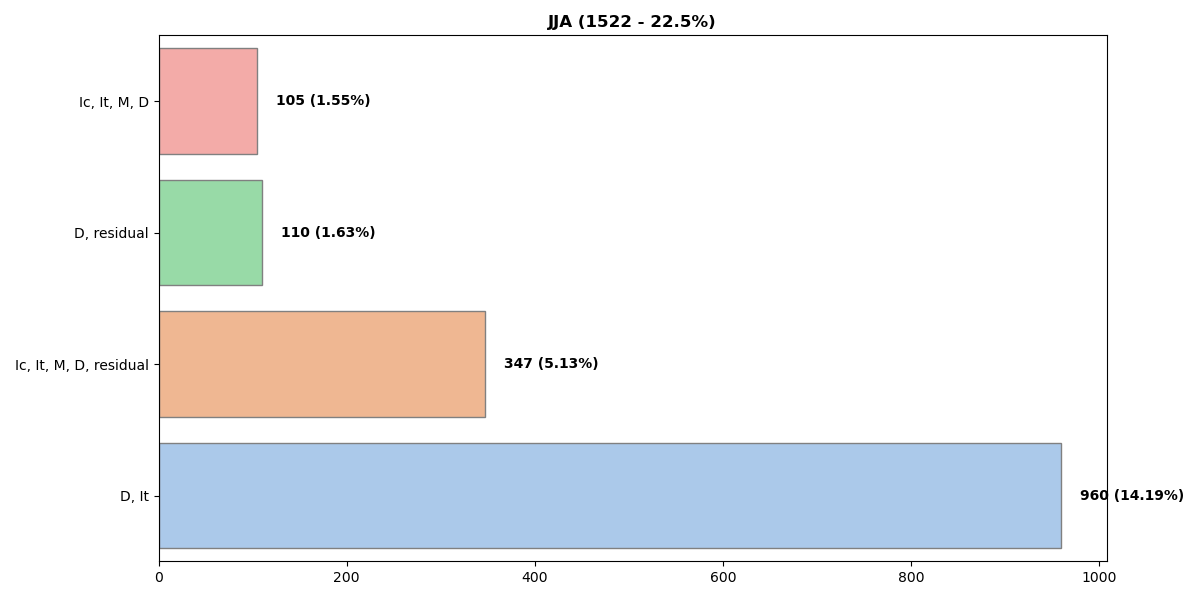 JJA (1522 - 22.5%)
Ic, It, M, D
105 (1.55%)
D, residual
110 (1.63%)
Ic, It, M, D, residual
347 (5.13%)
D, It
960 (14.19%)
0 200 400 600 800 1000